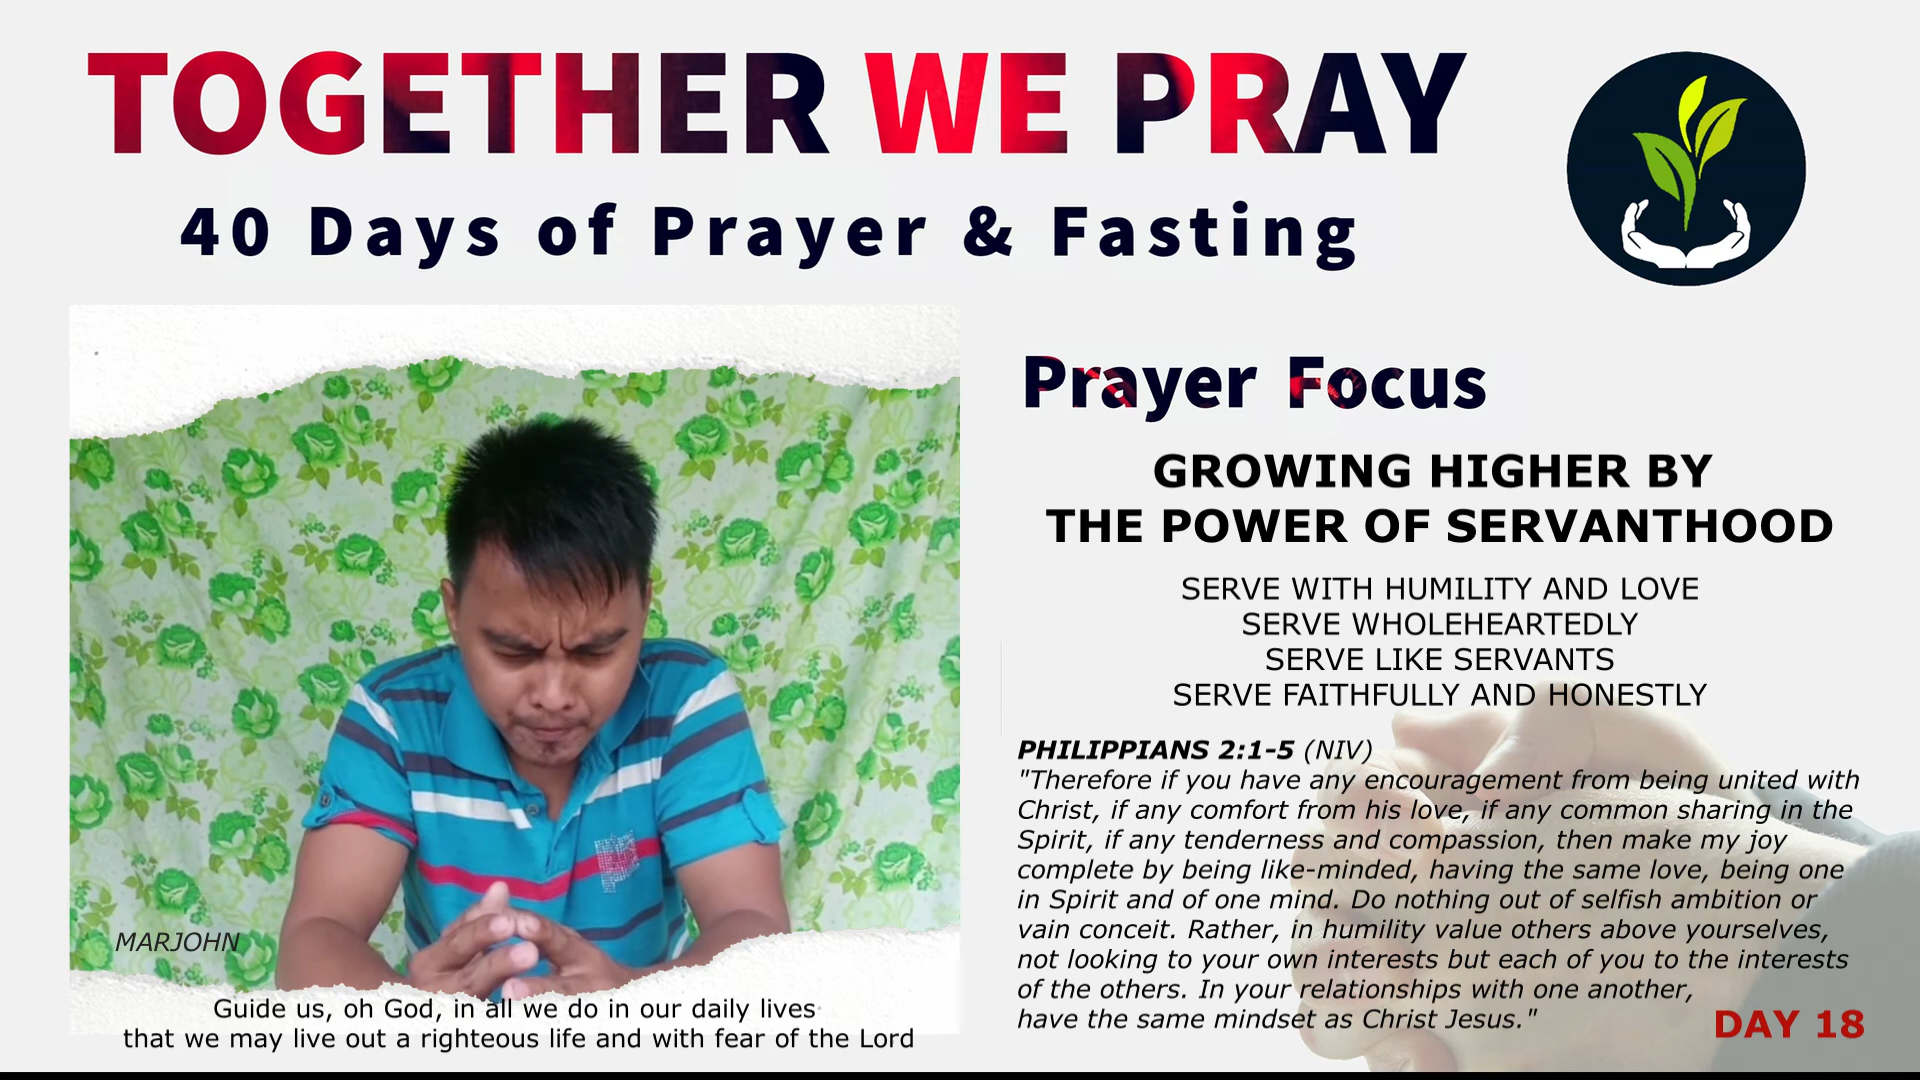 TOGETHER WE PRAY
40 Days of Prayer & Fasting
Prayer Focus
GROWING HIGHER BY
THE POWER OF SERVANTHOOD
SERVE WITH HUMILITY AND LOVE
SERVE WHOLEHEARTEDLY
SERVE LIKE SERVANTS
SERVE FAITHFULLY AND HONESTLY
PHILIPPIANS 2:1-5 (NIV)
"Therefore if you have any encouragement from being united with
Christ, if any comfort from his love, if any common sharing in the
Spirit, if any tenderness and compassion, then make my joy
complete by being like-minded, having the same love, being one
in Spirit and of one mind. Do nothing out of selfish ambition or
vain conceit. Rather, in humility value others above yourselves,
not looking to your own interests but each of you to the interests
of the others. In your relationships with one another,
have the same mindset as Christ Jesus."
DAY 18
MARJOHN
Guide us, oh God, in all we do in our daily lives
that we may live out a righteous life and with fear of the Lord